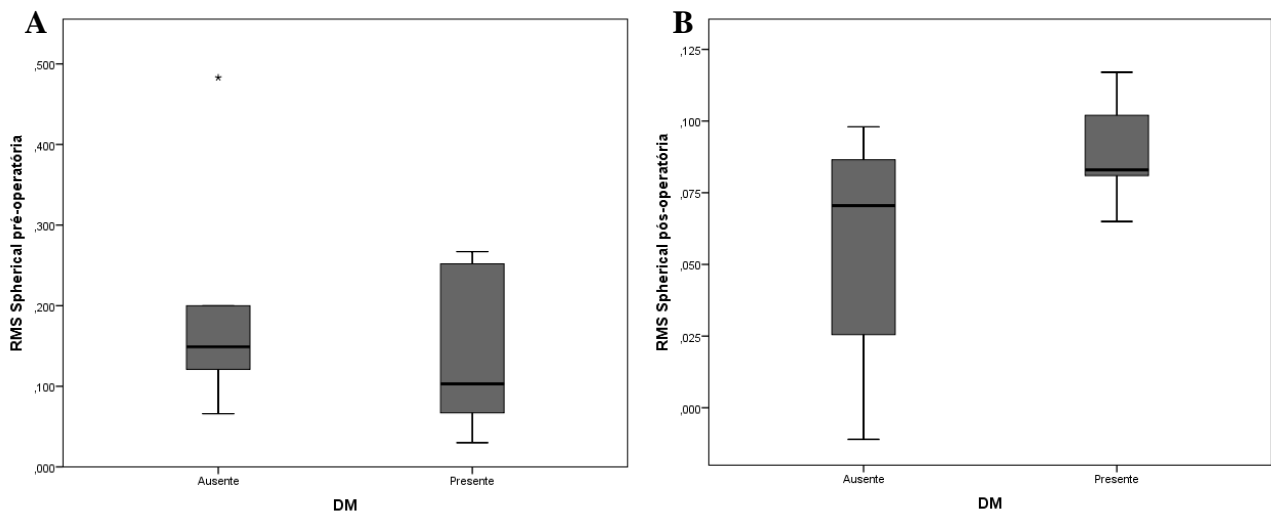 A
RMS Spherical pré-operatória
,500
,400
,300
,200
,100
,000
*
Ausente
Presente
DM
B
RMS Spherical pós-operatória
,125
,100
,075
,050
,025
,000
Ausente
Presente
DM